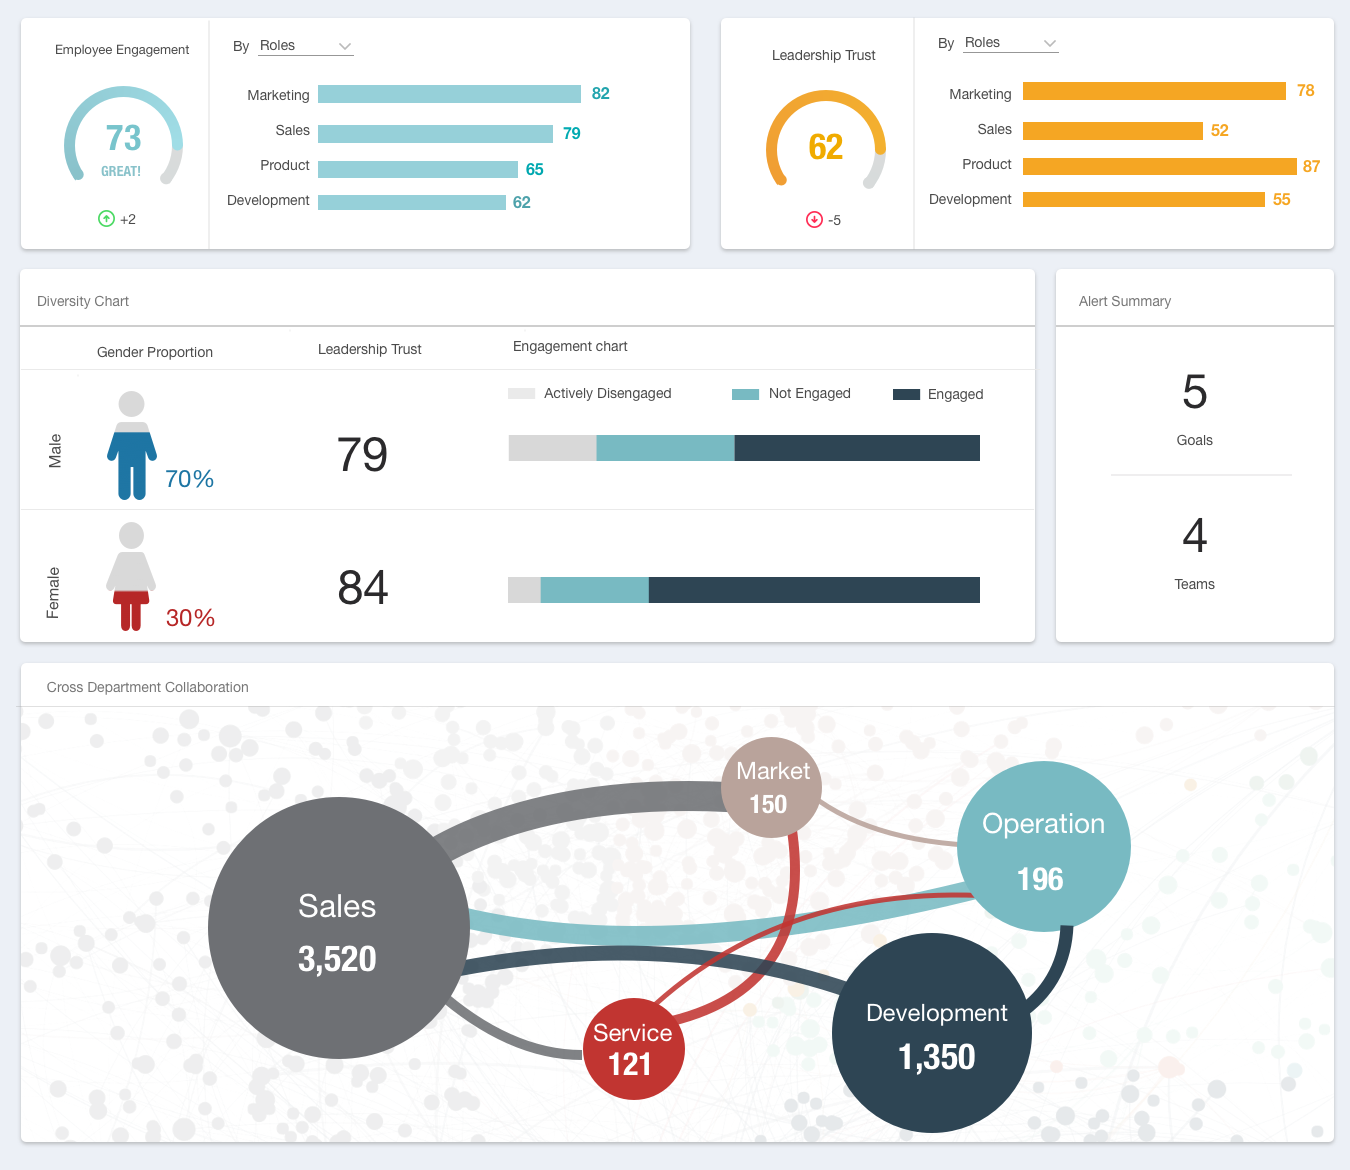 Employee Engagement
73
GREAT!
+2
By Roles
Marketing 82
Sales 79
Product 65
Development 62
Leadership Trust
62
-5
By Roles
Marketing 78
Sales 52
Product 87
Development 55
Diversity Chart
Gender Proportion Leadership Trust Engagement chart
Actively Disengaged Not Engaged Engaged
Male
70%
79
Female
30%
84
Alert Summary
5
Goals
4
Teams
Cross Department Collaboration
Market
150
Operation
196
Sales
3,520
Development
1,350
Service
121